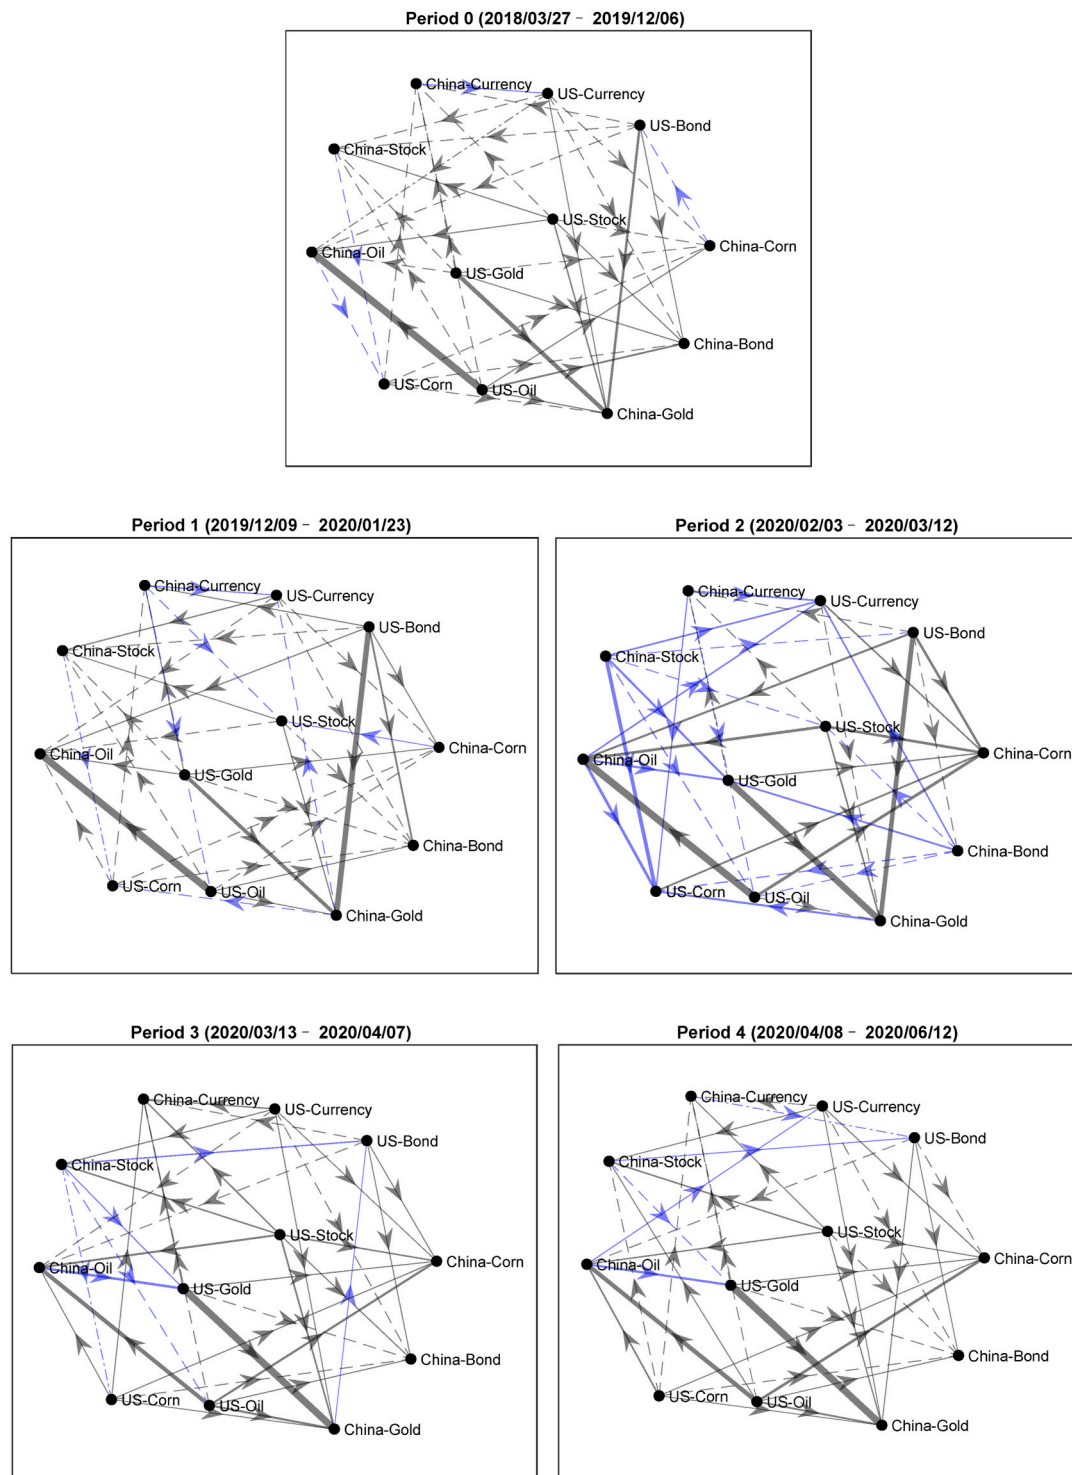 Period 0 (2018/03/27 – 2019/12/06)
China-Currency
US-Currency
US-Bond
China-Stock
US-Stock
China-Corn
China-Oil
US-Gold
China-Bond
US-Corn
US-Oil
China-Gold
Period 1 (2019/12/09 – 2020/01/23)
China-Currency
US-Currency
US-Bond
China-Stock
US-Stock
China-Corn
China-Oil
US-Gold
China-Bond
US-Corn
US-Oil
China-Gold
Period 2 (2020/02/03 – 2020/03/12)
China-Currency
US-Currency
US-Bond
China-Stock
US-Stock
China-Corn
China-Oil
US-Gold
China-Bond
US-Corn
US-Oil
China-Gold
Period 3 (2020/03/13 – 2020/04/07)
China-Currency
US-Currency
US-Bond
China-Stock
US-Stock
China-Corn
China-Oil
US-Gold
China-Bond
US-Corn
US-Oil
China-Gold
Period 4 (2020/04/08 – 2020/06/12)
China-Currency
US-Currency
US-Bond
China-Stock
US-Stock
China-Corn
China-Oil
US-Gold
China-Bond
US-Corn
US-Oil
China-Gold